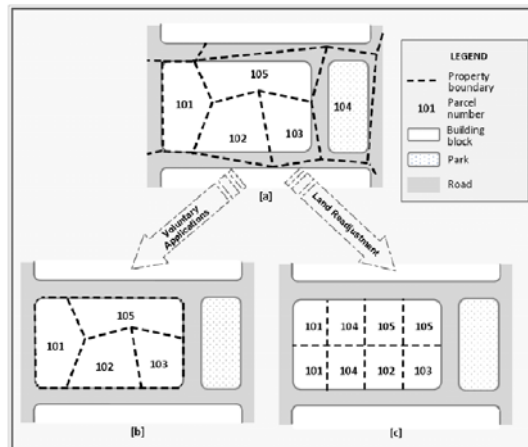 105
101
104
102
103
[a]
LEGEND
Property
boundary
101 Parcel
number
Building
block
Park
Road
Voluntary
Applications
Land Readjustment
105
101
102
103
[b]
101 104 105 105
101 104 102 103
[c]